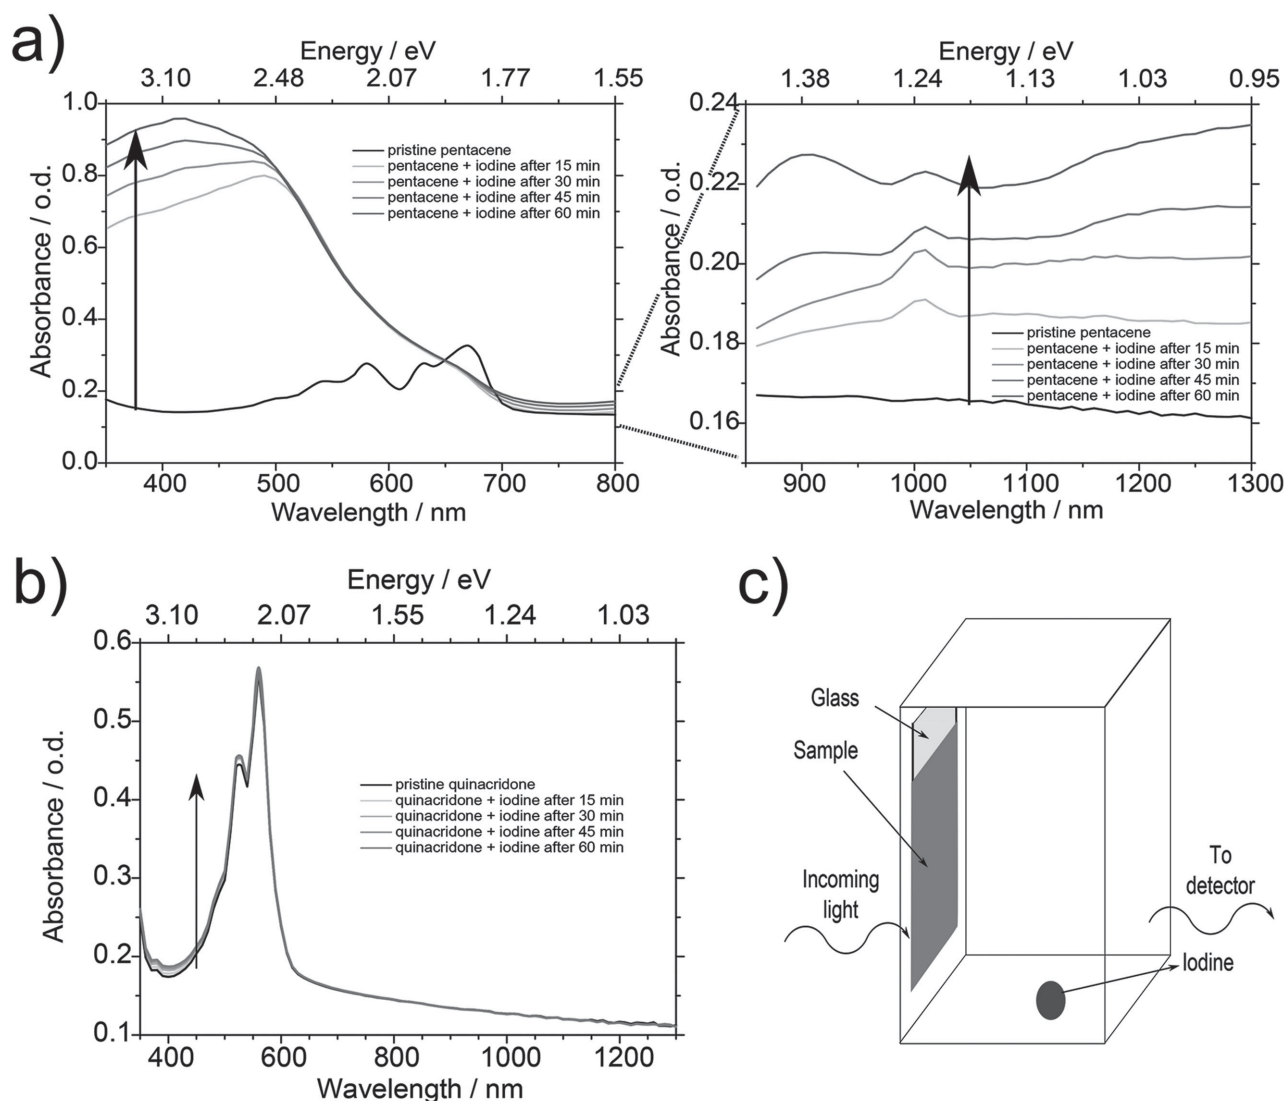 a)
Energy / eV
3.10 2.48 2.07 1.77 1.55
1.0
0.8
0.6
0.4
0.2
0.0
Absorbance / o.d.
pristine pentacene
pentacene + iodine after 15 min
pentacene + iodine after 30 min
pentacene + iodine after 45 min
pentacene + iodine after 60 min
400 500 600 700 800
Wavelength / nm
Energy / eV
1.38 1.24 1.13 1.03 0.95
0.24
0.22
0.20
0.18
0.16
Absorbance / o.d.
pristine pentacene
pentacene + iodine after 15 min
pentacene + iodine after 30 min
pentacene + iodine after 45 min
pentacene + iodine after 60 min
900 1000 1100 1200 1300
Wavelength / nm
b)
Energy / eV
3.10 2.07 1.55 1.24 1.03
0.6
0.5
0.4
0.3
0.2
0.1
Absorbance / o.d.
pristine quinacridone
quinacridone + iodine after 15 min
quinacridone + iodine after 30 min
quinacridone + iodine after 45 min
quinacridone + iodine after 60 min
400 600 800 1000 1200
Wavelength / nm
c)
Glass
Sample
Incoming
light
To
detector
Iodine